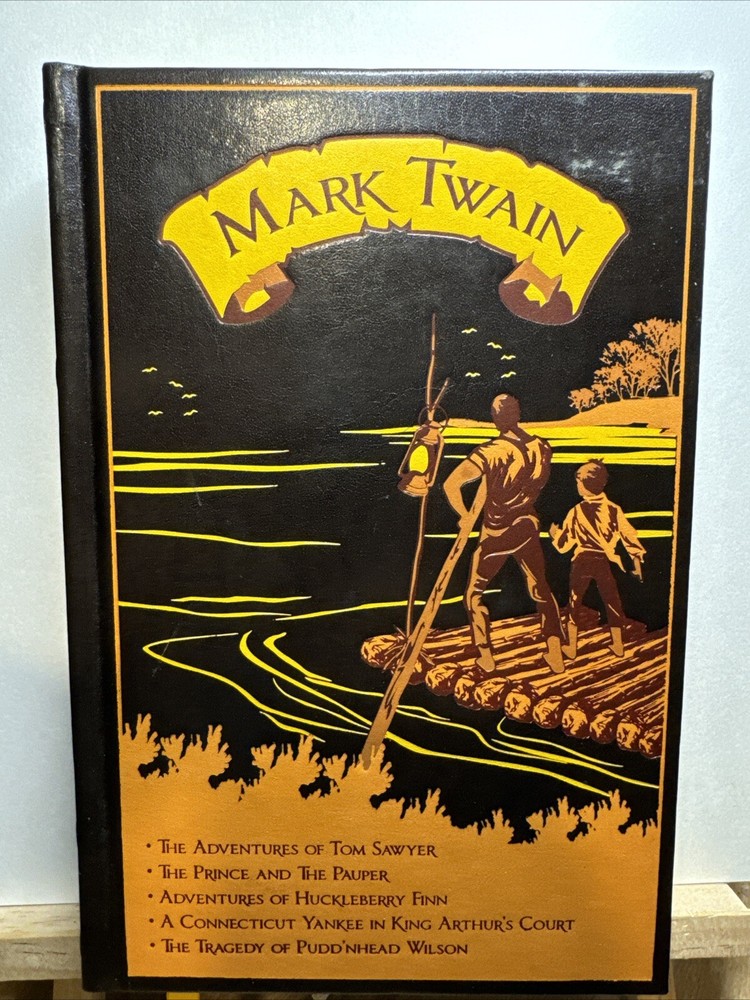 MARK TWAIN
• THE ADVENTURES OF TOM SAWYER
• THE PRINCE AND THE PAUPER
• ADVENTURES OF HUCKLEBERRY FINN
• A CONNECTICUT YANKEE IN KING ARTHUR'S COURT
• THE TRAGEDY OF PUDD'NHEAD WILSON